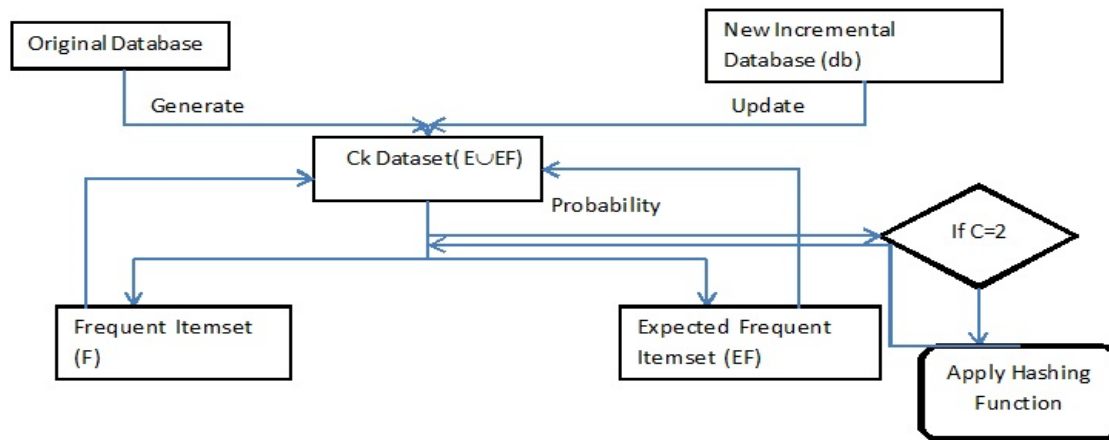 Original Database
New Incremental
Database (db)
Generate
Update
Ck Dataset( E∪EF)
Probability
If C=2
Frequent Itemset
(F)
Expected Frequent
Itemset (EF)
Apply Hashing
Function